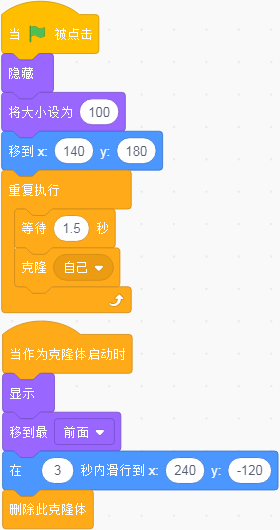 当 被点击
隐藏
将大小设为 100
移到 x: 140 y: 180
重复执行
等待 1.5 秒
克隆 自己
当作为克隆体启动时
显示
移到最 前面
在 3 秒内滑行到 x: 240 y: -120
删除此克隆体